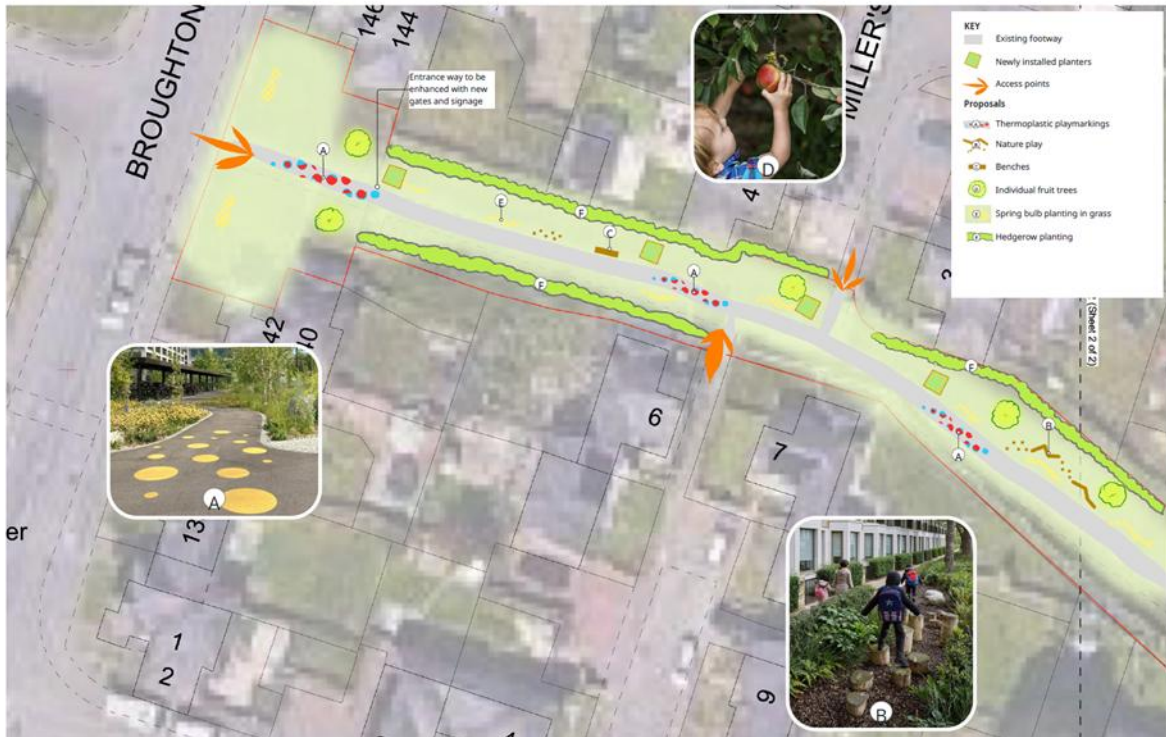 BROUGHTON
146
144
MILLER'S
Entrance way to be
enhanced with new
gates and signage
A
D
4
E
F
C
A
F
42
40
2
(Sheet 2 of 2)
F
B
A
6
7
A
er
13
1
2
9
B
KEY
Existing footway
Newly installed planters
Access points
Proposals
A Thermoplastic playmarkings
B Nature play
C Benches
D Individual fruit trees
E Spring bulb planting in grass
F Hedgerow planting